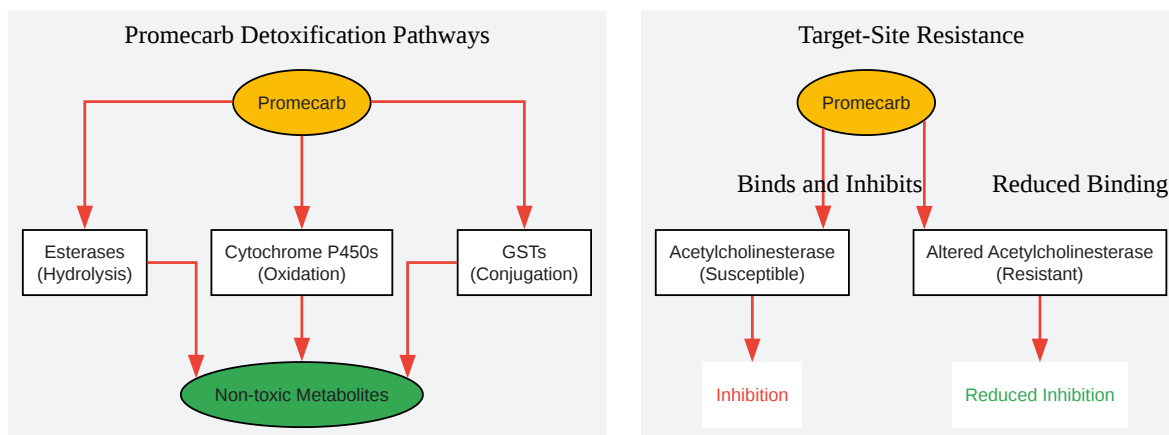 Promecarb Detoxification Pathways
Promecarb
Esterases
(Hydrolysis)
Cytochrome P450s
(Oxidation)
GSTs
(Conjugation)
Non-toxic Metabolites
Target-Site Resistance
Promecarb
Binds and Inhibits
Reduced Binding
Acetylcholinesterase
(Susceptible)
Altered Acetylcholinesterase
(Resistant)
Inhibition
Reduced Inhibition